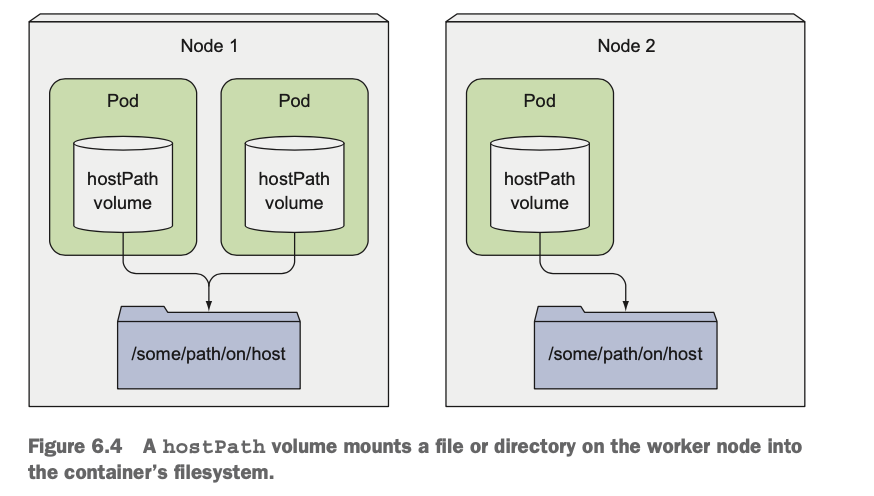 Node 1
Pod
Pod
hostPath
volume
hostPath
volume
/some/path/on/host
Node 2
Pod
hostPath
volume
/some/path/on/host
Figure 6.4 A hostPath volume mounts a file or directory on the worker node into
the container’s filesystem.